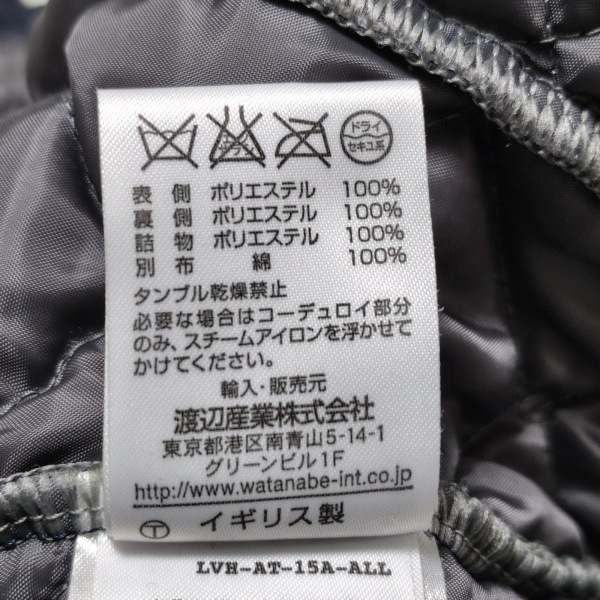 ドライ
セキユ系
エンソサラシ
表側 ポリエステル 100%
裏側 ポリエステル 100%
詰物 ポリエステル 100%
別布 綿 100%
タンブル乾燥禁止
必要な場合はコーデュロイ部分
のみ、スチームアイロンを浮かせて
かけてください。
輸入・販売元
渡辺産業株式会社
東京都港区南青山5-14-1
グリーンビル1F
http://www.watanabe-int.co.jp
Ⓣ イギリス製
LVH-AT-15A-ALL